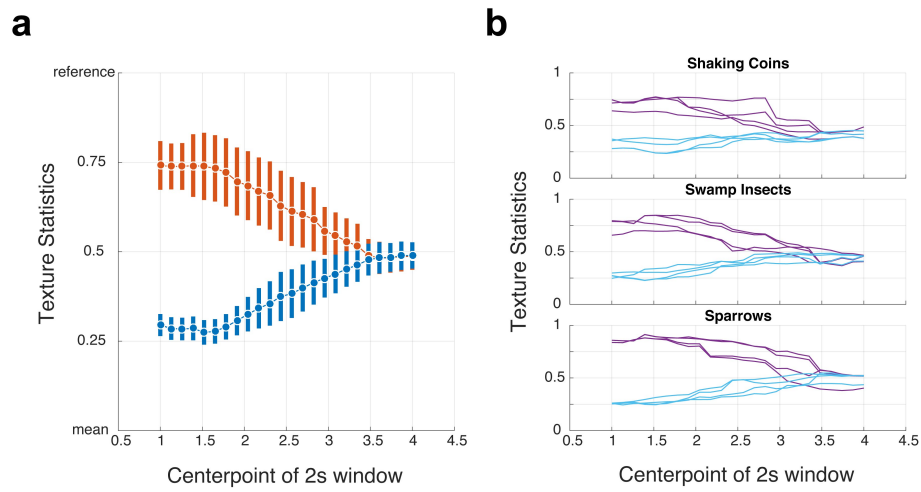 a
reference
0.75
0.5
0.25
mean
0.5 1 1.5 2 2.5 3 3.5 4 4.5
Texture Statistics
Centerpoint of 2s window
b
Shaking Coins
1
0.5
0
Swamp Insects
1
0.5
0
Sparrows
1
0.5
0
0.5 1 1.5 2 2.5 3 3.5 4 4.5
Texture Statistics
Centerpoint of 2s window